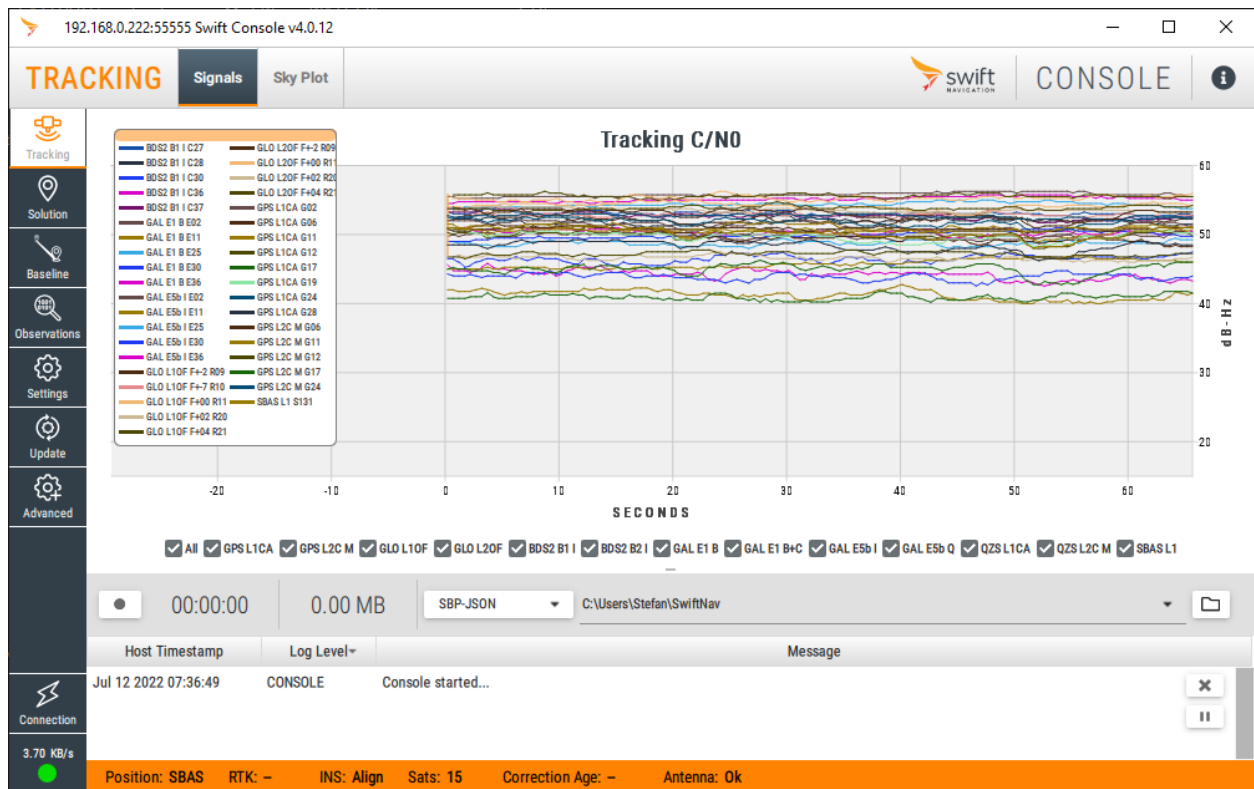 192.168.0.222:55555 Swift Console v4.0.12
TRACKING
Signals
Sky Plot
swift
NAVIGATION
CONSOLE
Tracking
Solution
Baseline
Observations
Settings
Update
Advanced
Connection
3.70 KB/s
Tracking C/N0
BDS2 B1 I C27
BDS2 B1 I C28
BDS2 B1 I C30
BDS2 B1 I C36
BDS2 B1 I C37
GAL E1 B E02
GAL E1 B E11
GAL E1 B E25
GAL E1 B E30
GAL E1 B E36
GAL E5b I E02
GAL E5b I E11
GAL E5b I E25
GAL E5b I E30
GAL E5b I E36
GLO L1OF F+-2 R09
GLO L1OF F+-7 R10
GLO L1OF F+00 R11
GLO L1OF F+02 R20
GLO L1OF F+04 R21
GLO L2OF F+-2 R09
GLO L2OF F+00 R11
GLO L2OF F+02 R20
GLO L2OF F+04 R21
GPS L1CA G02
GPS L1CA G06
GPS L1CA G11
GPS L1CA G12
GPS L1CA G17
GPS L1CA G19
GPS L1CA G24
GPS L1CA G28
GPS L2C M G06
GPS L2C M G11
GPS L2C M G12
GPS L2C M G17
GPS L2C M G24
SBAS L1 S131
60
50
40
30
20
dB-Hz
-20 -10 0 10 20 30 40 50 60
SECONDS
All GPS L1CA GPS L2C M GLO L1OF GLO L2OF BDS2 B1 I BDS2 B2 I GAL E1 B GAL E1 B+C GAL E5b I GAL E5b Q QZS L1CA QZS L2C M SBAS L1
00:00:00 0.00 MB SBP-JSON C:\Users\Stefan\SwiftNav
Host Timestamp Log Level Message
Jul 12 2022 07:36:49 CONSOLE Console started...
Position: SBAS RTK: – INS: Align Sats: 15 Correction Age: – Antenna: Ok